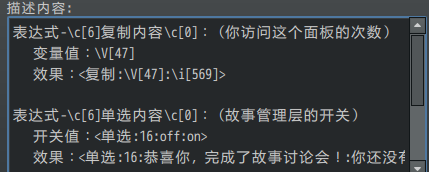 描述内容:
表达式-\c[6]复制内容\c[0]：(你访问这个面板的次数)
变量值：\V[47]
效果：<复制:\V[47]:\i[569]>
表达式-\c[6]单选内容\c[0]：(故事管理层的开关)
开关值：<单选:16:off:on>
效果：<单选:16:恭喜你，完成了故事讨论会！:你还没有